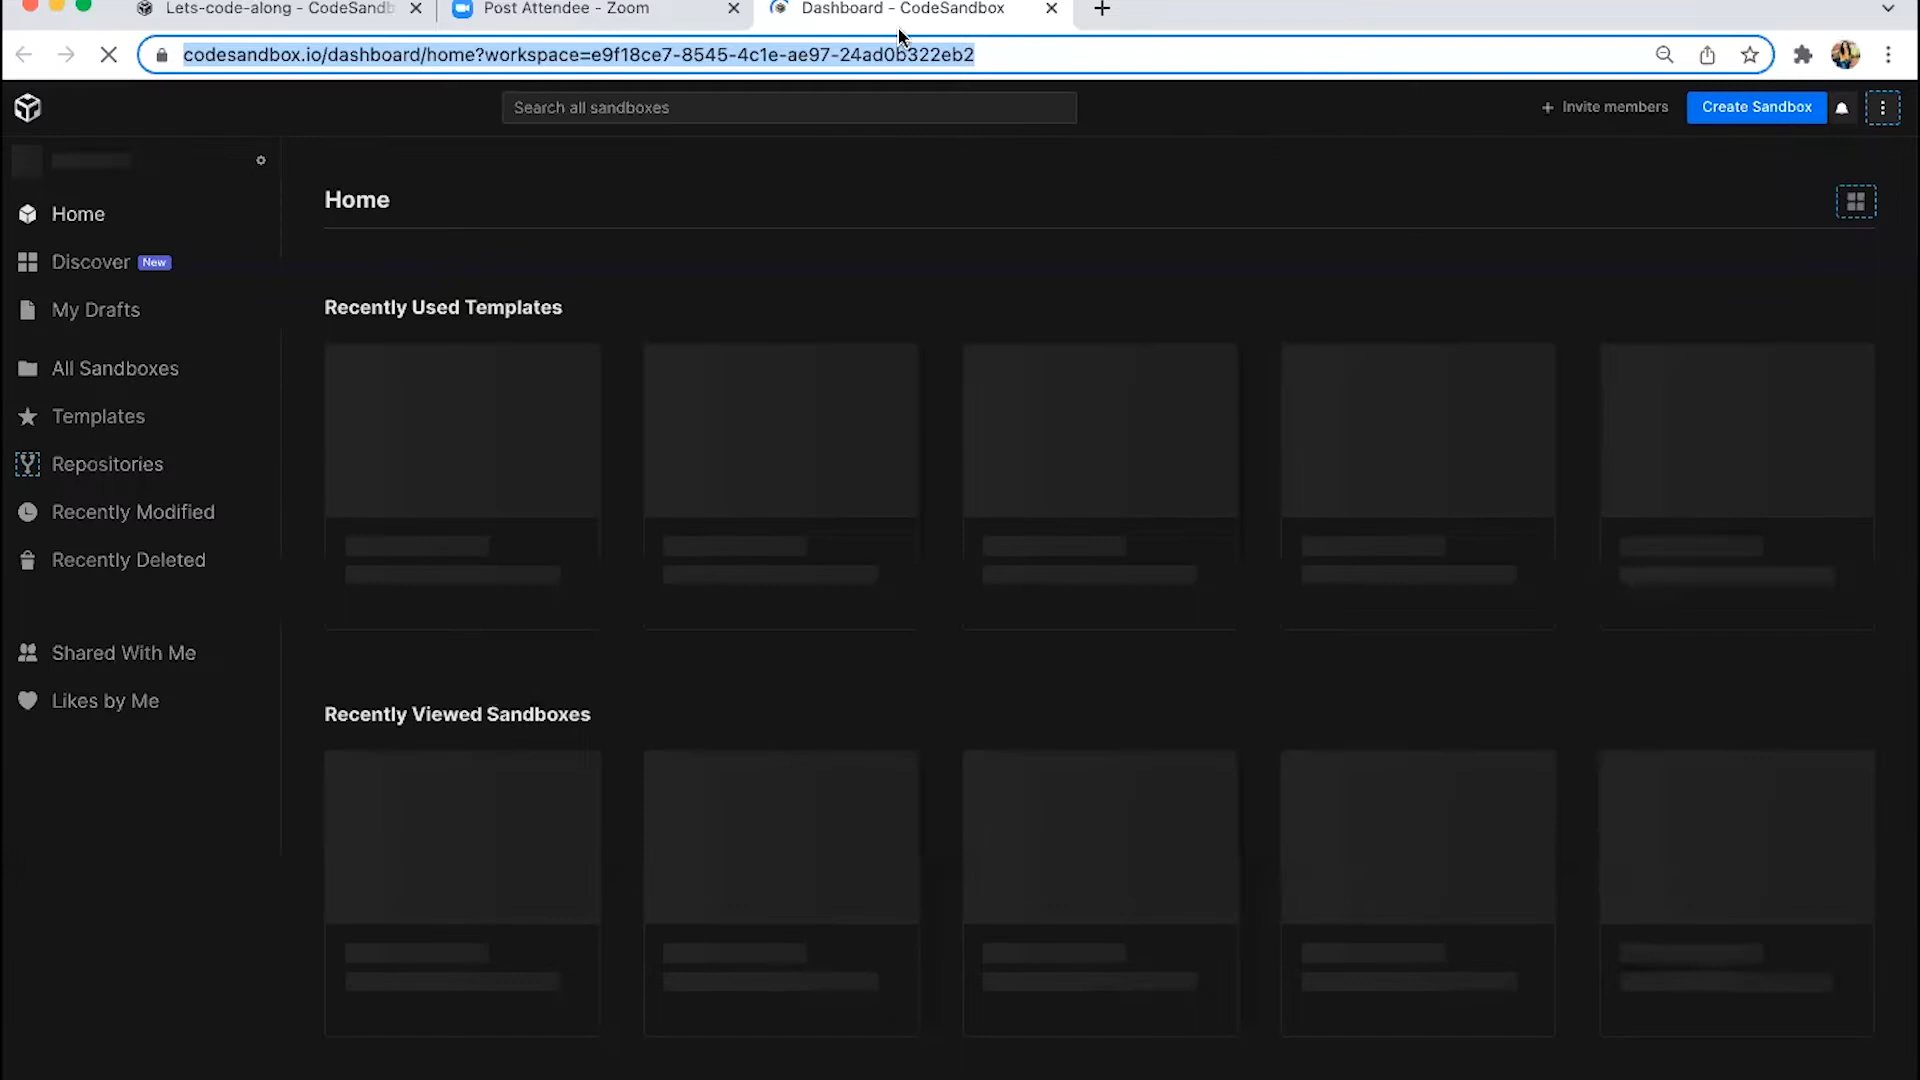 Lets-code-along - CodeSandb
Post Attendee - Zoom
Dashboard - CodeSandbox
codesandbox.io/dashboard/home?workspace=e9f18ce7-8545-4c1e-ae97-24ad0b322eb2
Search all sandboxes
+ Invite members
Create Sandbox
Home
Discover New
My Drafts
All Sandboxes
Templates
Repositories
Recently Modified
Recently Deleted
Shared With Me
Likes by Me
Home
Recently Used Templates
Recently Viewed Sandboxes